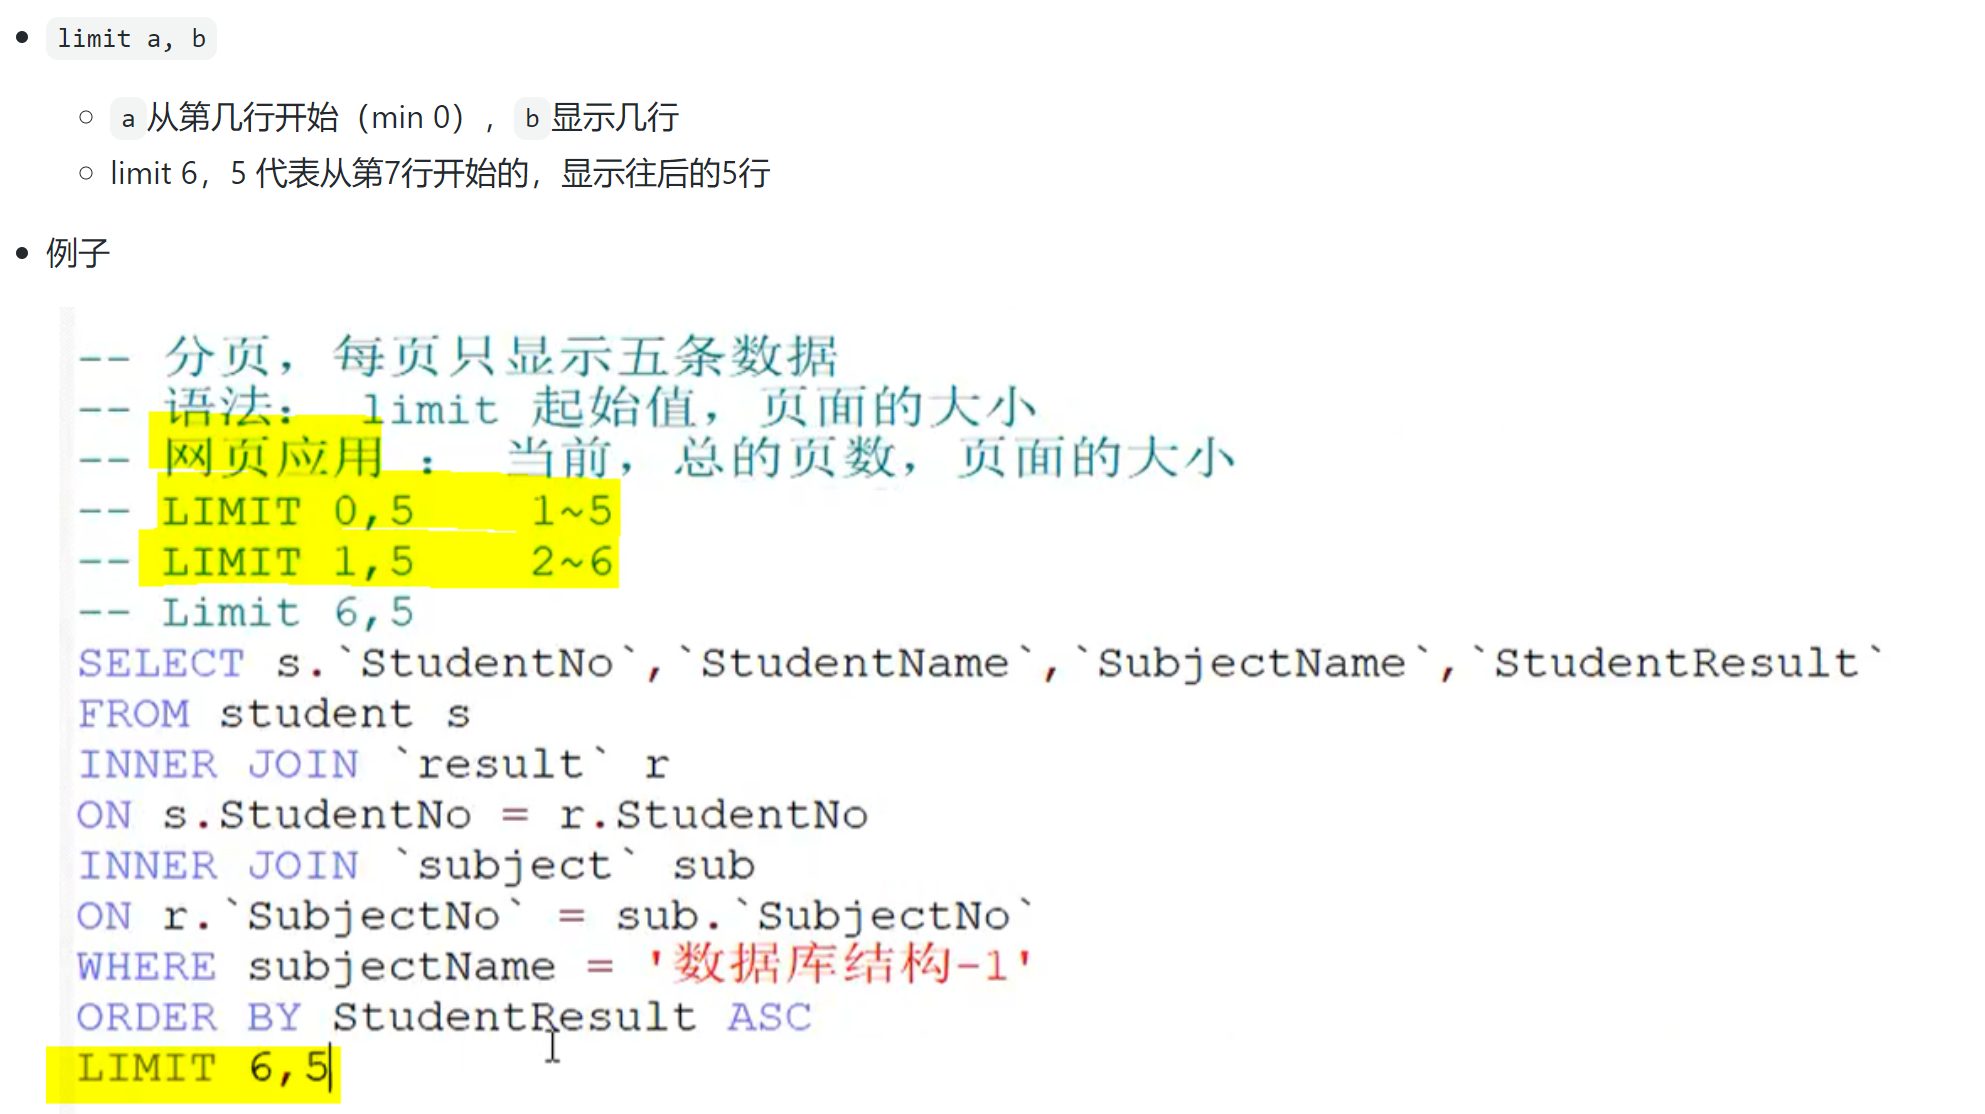 limit a, b
a从第几行开始（min 0），b显示几行
limit 6，5 代表从第7行开始的，显示往后的5行
例子
-- 分页，每页只显示五条数据
-- 语法： limit 起始值，页面的大小
-- 网页应用 ： 当前，总的页数，页面的大小
-- LIMIT 0,5 1~5
-- LIMIT 1,5 2~6
-- Limit 6,5
SELECT s.`StudentNo`,`StudentName`,`SubjectName`,`StudentResult`
FROM student s
INNER JOIN `result` r
ON s.StudentNo = r.StudentNo
INNER JOIN `subject` sub
ON r.`SubjectNo` = sub.`SubjectNo`
WHERE subjectName = '数据库结构-1'
ORDER BY StudentResult ASC
LIMIT 6,5